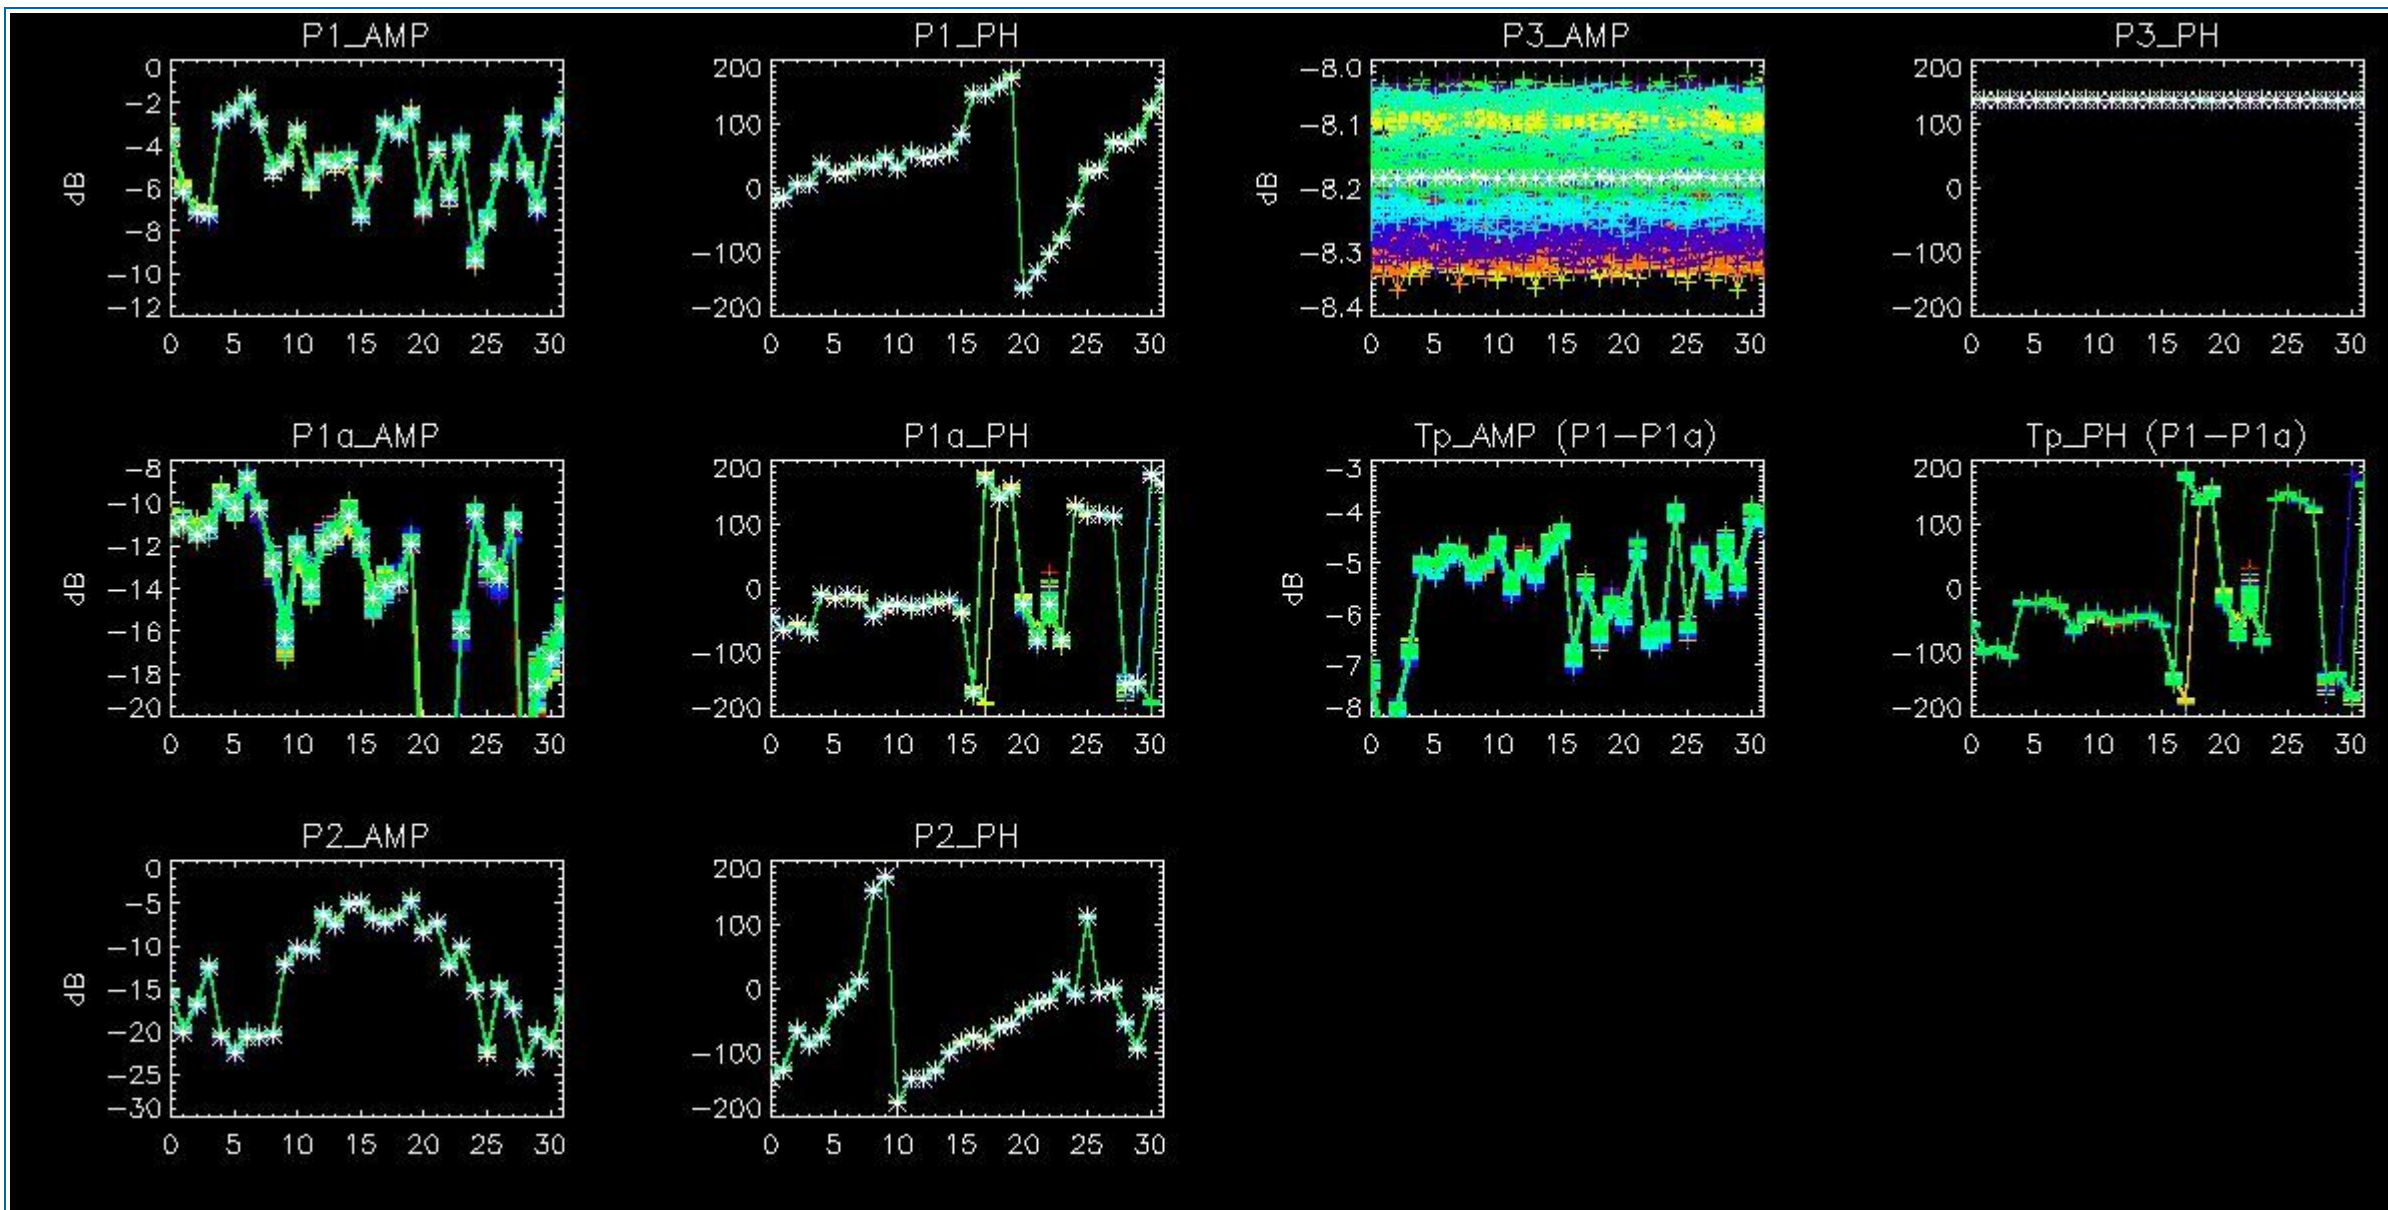 P1_AMP
P1_PH
P3_AMP
P3_PH
0
−2
−4
−6
−8
−10
−12
dB
0 5 10 15 20 25 30
200
100
0
−100
−200
0 5 10 15 20 25 30
−8.0
−8.1
−8.2
−8.3
−8.4
dB
0 5 10 15 20 25 30
200
100
0
−100
−200
0 5 10 15 20 25 30
P1a_AMP
P1a_PH
Tp_AMP (P1−P1a)
Tp_PH (P1−P1a)
−8
−10
−12
−14
−16
−18
−20
dB
0 5 10 15 20 25 30
200
100
0
−100
−200
0 5 10 15 20 25 30
−3
−4
−5
−6
−7
−8
dB
0 5 10 15 20 25 30
200
100
0
−100
−200
0 5 10 15 20 25 30
P2_AMP
P2_PH
0
−5
−10
−15
−20
−25
−30
dB
0 5 10 15 20 25 30
200
100
0
−100
−200
0 5 10 15 20 25 30